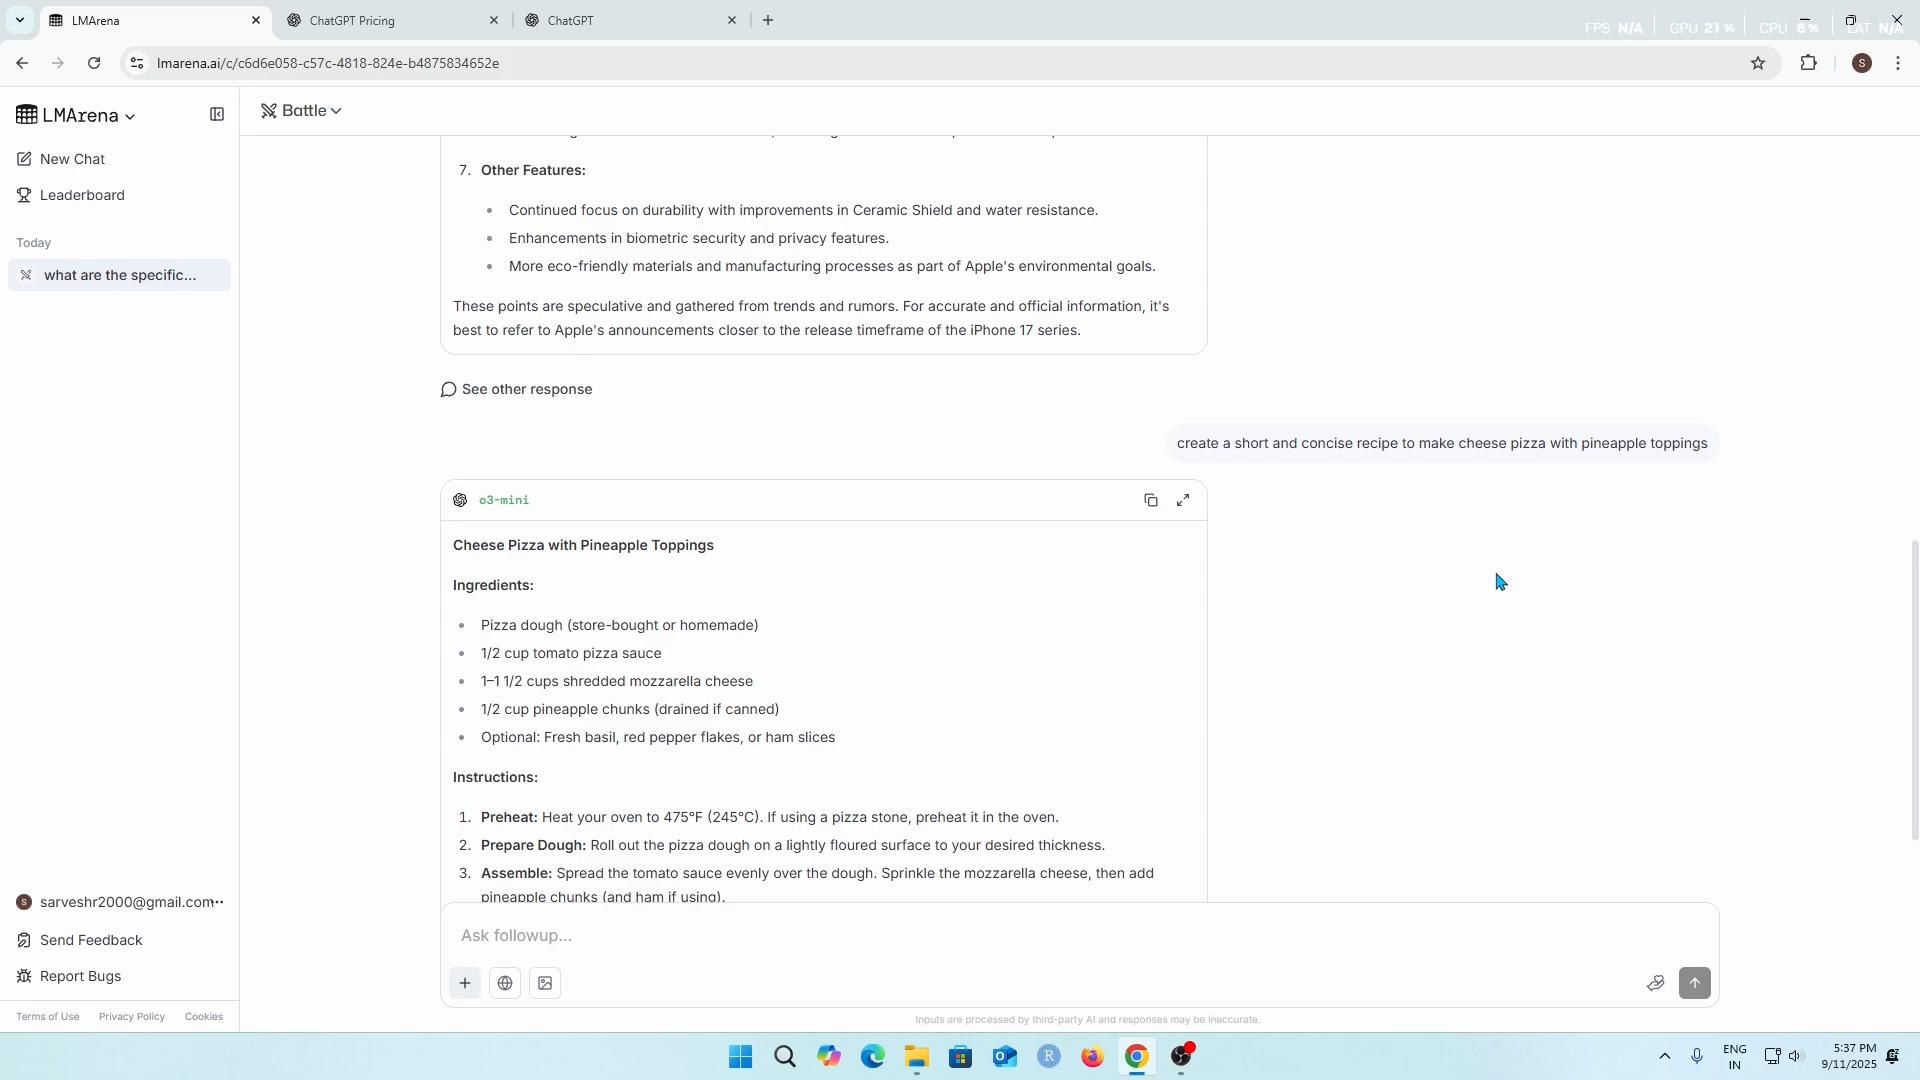 LMArena
ChatGPT Pricing
ChatGPT
FPS N/A
GPU 21 %
CPU 6 %
LAT N/A
lmarena.ai/c/c6d6e058-c57c-4818-824e-b4875834652e
S
LMArena
Battle
New Chat
Leaderboard
Today
what are the specific...
7. Other Features:
Continued focus on durability with improvements in Ceramic Shield and water resistance.
Enhancements in biometric security and privacy features.
More eco-friendly materials and manufacturing processes as part of Apple's environmental goals.
These points are speculative and gathered from trends and rumors. For accurate and official information, it's
best to refer to Apple's announcements closer to the release timeframe of the iPhone 17 series.
See other response
create a short and concise recipe to make cheese pizza with pineapple toppings
o3-mini
Cheese Pizza with Pineapple Toppings
Ingredients:
Pizza dough (store-bought or homemade)
1/2 cup tomato pizza sauce
1–1 1/2 cups shredded mozzarella cheese
1/2 cup pineapple chunks (drained if canned)
Optional: Fresh basil, red pepper flakes, or ham slices
Instructions:
1. Preheat: Heat your oven to 475°F (245°C). If using a pizza stone, preheat it in the oven.
2. Prepare Dough: Roll out the pizza dough on a lightly floured surface to your desired thickness.
3. Assemble: Spread the tomato sauce evenly over the dough. Sprinkle the mozzarella cheese, then add
pineapple chunks (and ham if using).
S sarveshr2000@gmail.com
Send Feedback
Report Bugs
Terms of Use
Privacy Policy
Cookies
Ask followup...
Inputs are processed by third-party AI and responses may be inaccurate.
R
ENG
IN
5:37 PM
9/11/2025